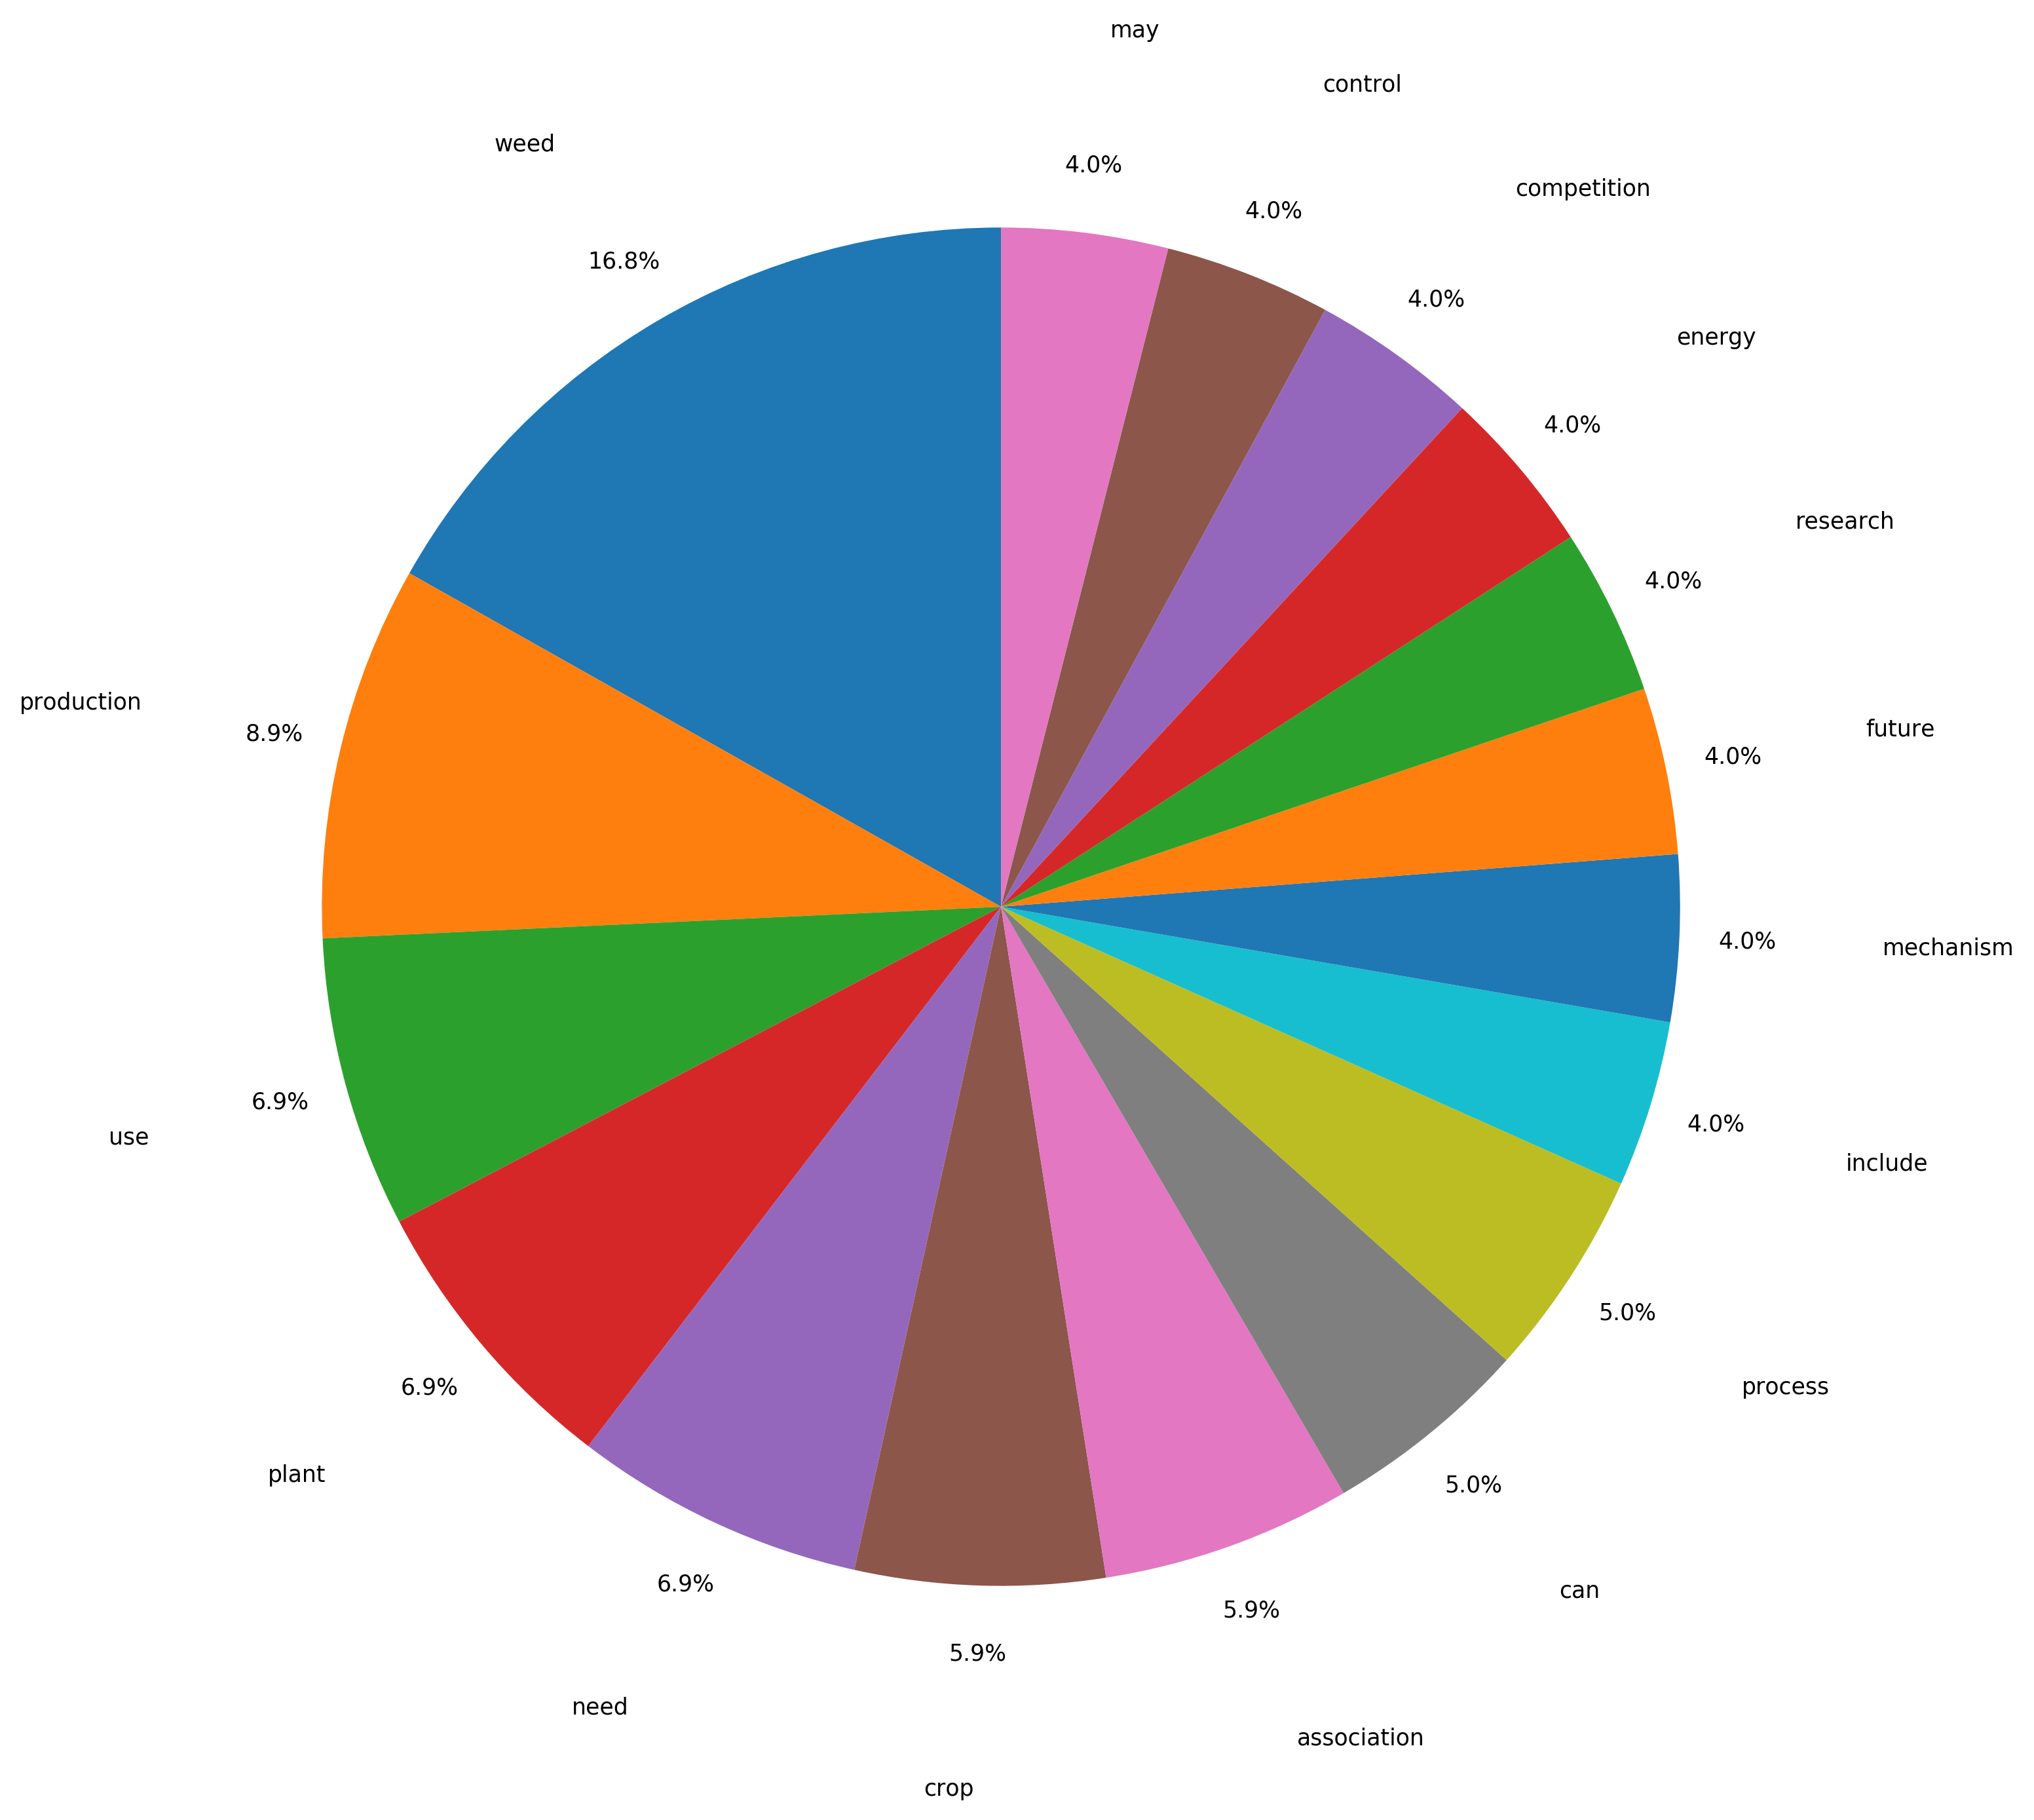 may
control
weed
4.0%
competition
4.0%
16.8%
4.0%
energy
4.0%
research
4.0%
production
future
8.9%
4.0%
4.0%
mechanism
6.9%
4.0%
use
include
5.0%
6.9%
process
plant
5.0%
6.9%
can
5.9%
5.9%
need
association
crop